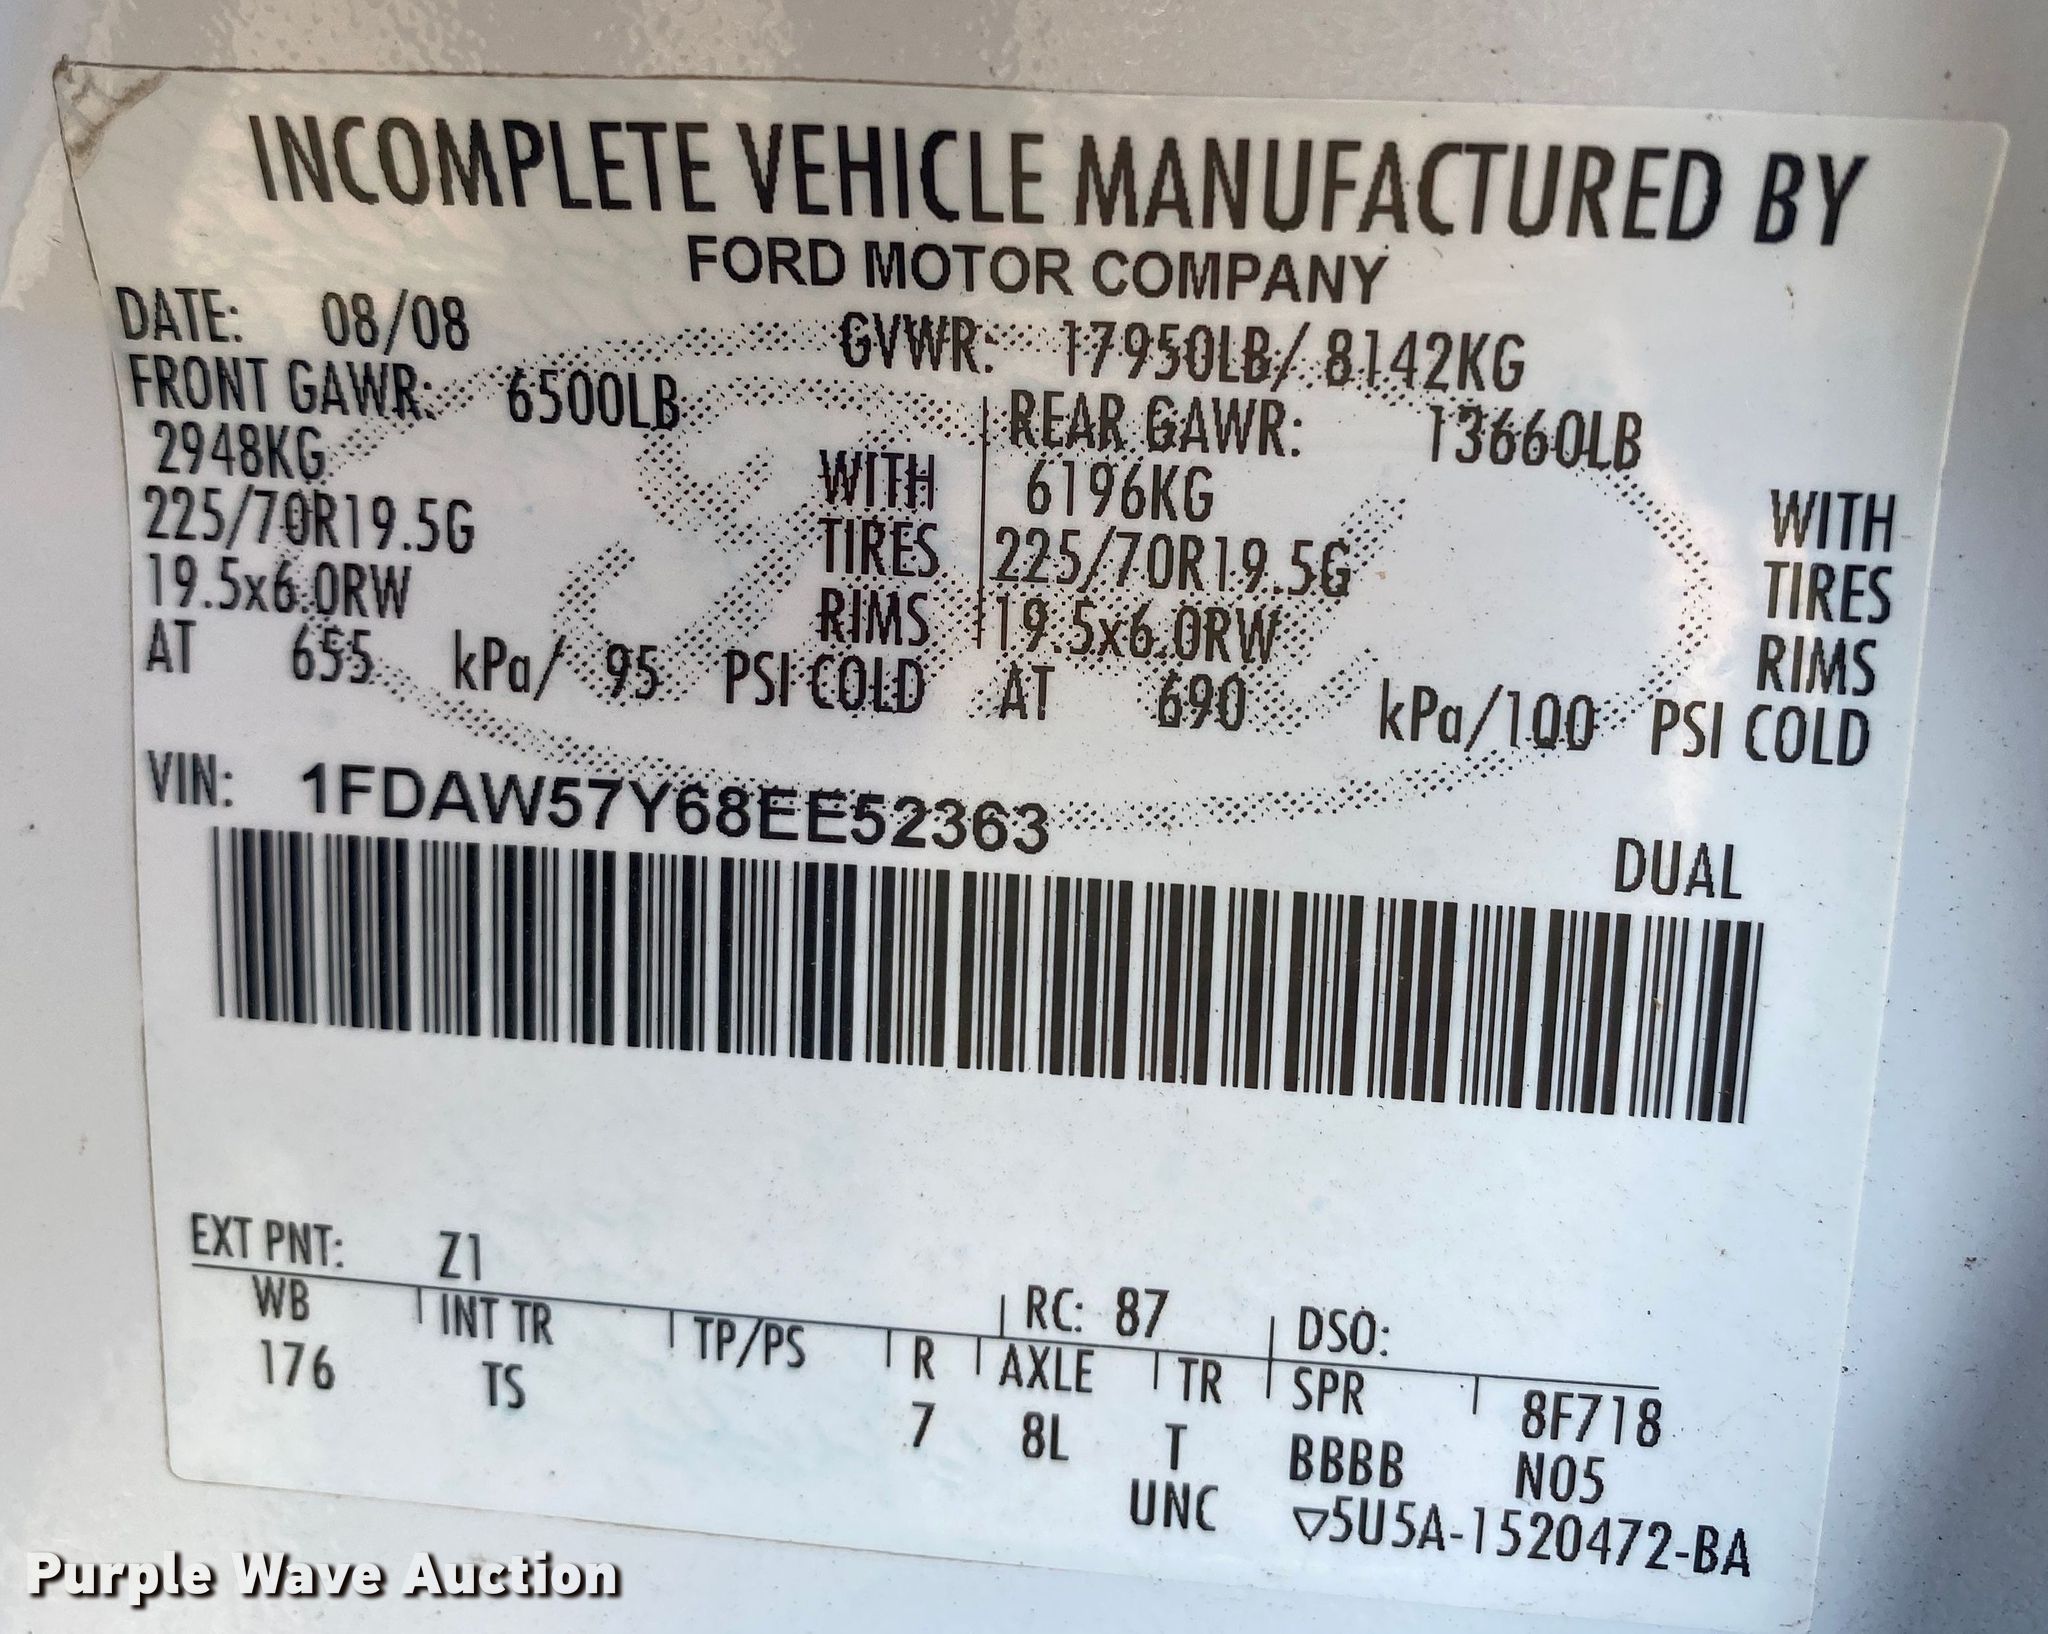 INCOMPLETE VEHICLE MANUFACTURED BY
FORD MOTOR COMPANY
DATE: 08/08 GVWR: 17950LB/ 8142KG
FRONT GAWR: 6500LB REAR GAWR: 13660LB
2948KG WITH 6196KG WITH
225/70R19.5G TIRES 225/70R19.5G TIRES
19.5x6.0RW RIMS 19.5x6.0RW RIMS
AT 655 kPa/ 95 PSI COLD AT 690 kPa/100 PSI COLD
VIN: 1FDAW57Y68EE52363
DUAL
EXT PNT: Z1 RC: 87 DSO:
WB INT TR TP/PS R AXLE TR SPR 8F718
176 TS 7 8L T BBBB N05
UNC ▽5U5A-1520472-BA
Purple Wave Auction